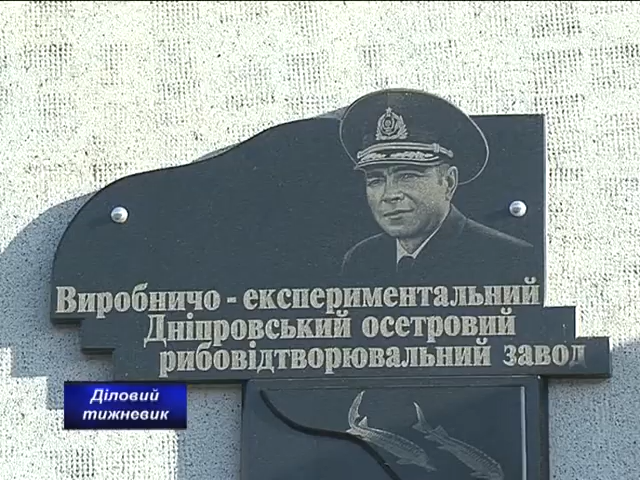 Виробничо - експериментальний
Дніпровський осетровий
рибовідтворювальний завод
Діловий
тижневик